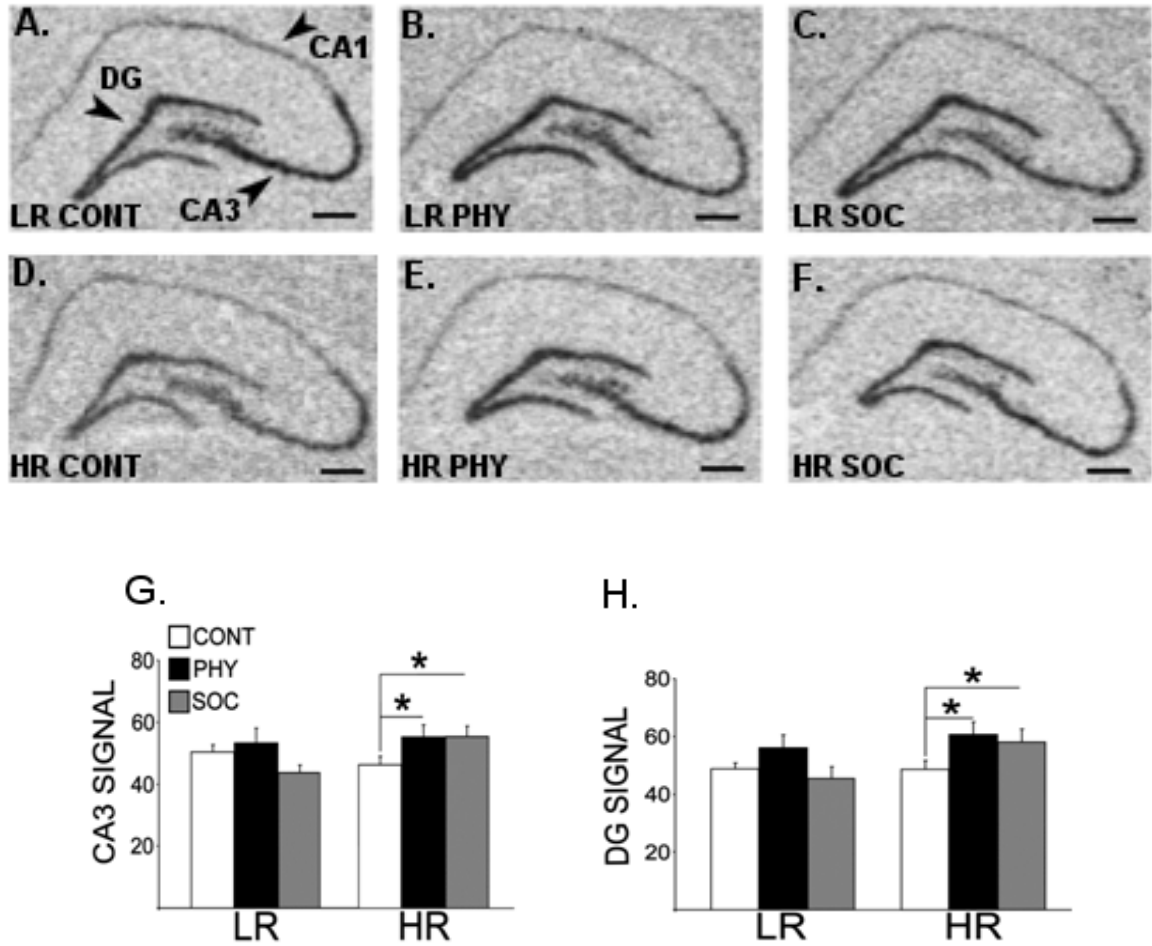 A.
CA1
DG
CA3
LR CONT
B.
LR PHY
C.
LR SOC
D.
HR CONT
E.
HR PHY
F.
HR SOC
G.
CONT
PHY
SOC
CA3 SIGNAL
80
60
40
20
*
*
LR
HR
H.
DG SIGNAL
80
60
40
20
*
*
LR
HR